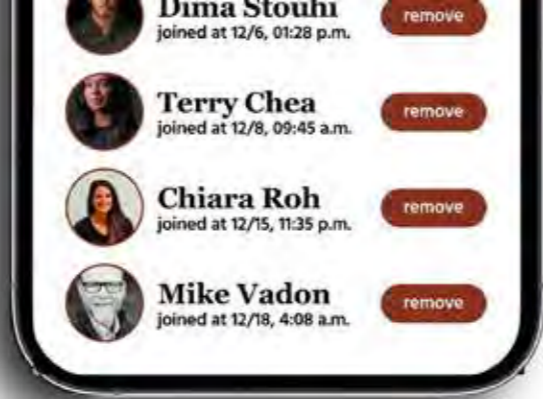 Dima Stouhi
joined at 12/6, 01:28 p.m.
remove
Terry Chea
joined at 12/8, 09:45 a.m.
remove
Chiara Roh
joined at 12/15, 11:35 p.m.
remove
Mike Vadon
joined at 12/18, 4:08 a.m.
remove